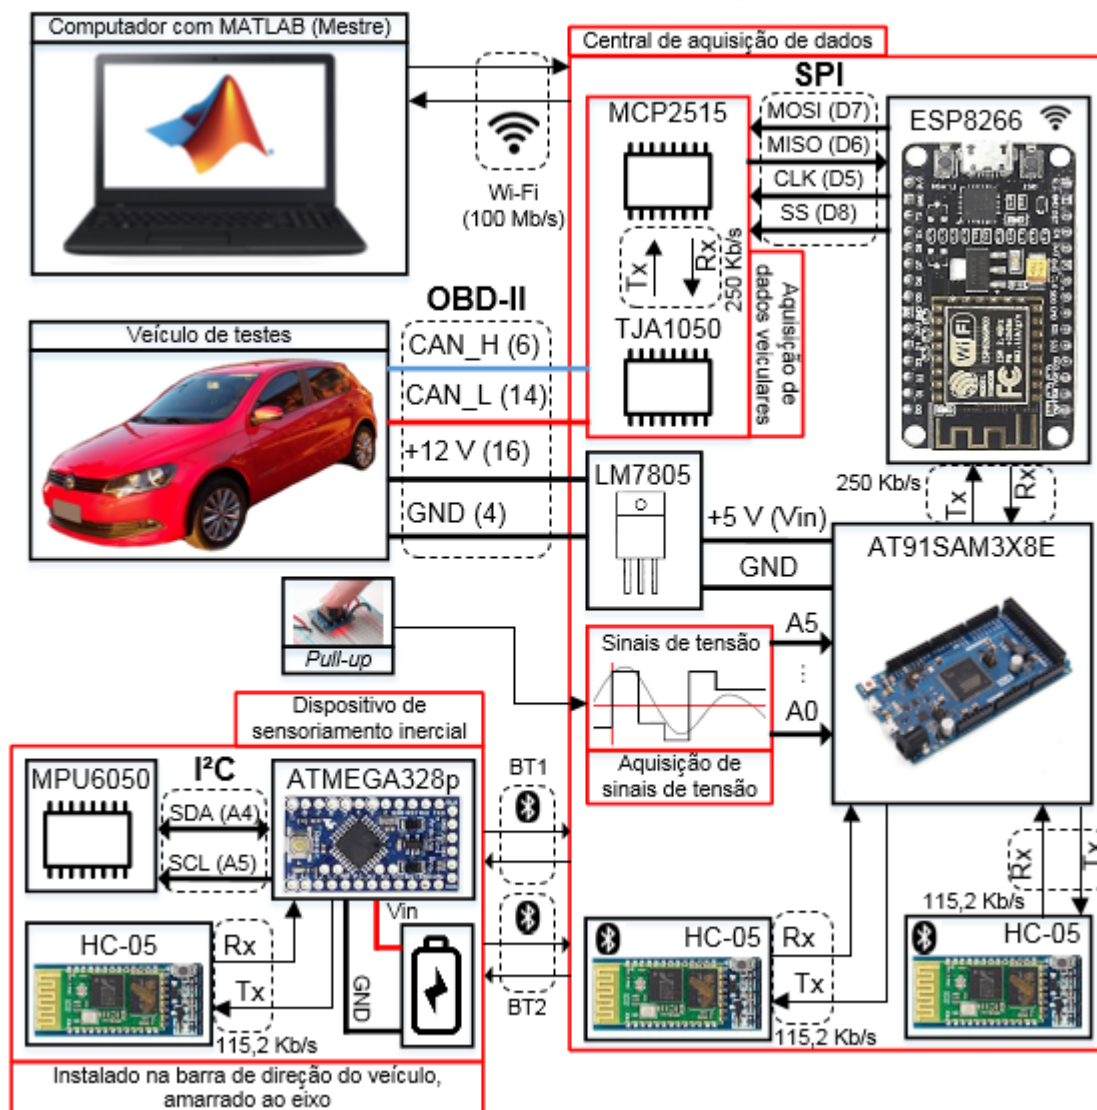 Computador com MATLAB (Mestre)
Wi-Fi
(100 Mb/s)
Central de aquisição de dados
SPI
MCP2515
MOSI (D7)
MISO (D6)
CLK (D5)
SS (D8)
ESP8266
Tx
Rx
250 Kb/s
TJA1050
Aquisição de
dados veiculares
WiFi
FC
OBD-II
Veículo de testes
CAN_H (6)
CAN_L (14)
+12 V (16)
GND (4)
LM7805
+5 V (Vin)
GND
250 Kb/s
Tx
Rx
AT91SAM3X8E
Pull-up
Sinais de tensão
A5
...
A0
Aquisição de
sinais de tensão
Dispositivo de
sensoriamento inercial
MPU6050
I²C
SDA (A4)
SCL (A5)
ATMEGA328p
BT1
BT2
Vin
GND
HC-05
Rx
Tx
115,2 Kb/s
Instalado na barra de direção do veículo,
amarrado ao eixo
HC-05
Rx
Tx
115,2 Kb/s
Rx
Tx
115,2 Kb/s
HC-05